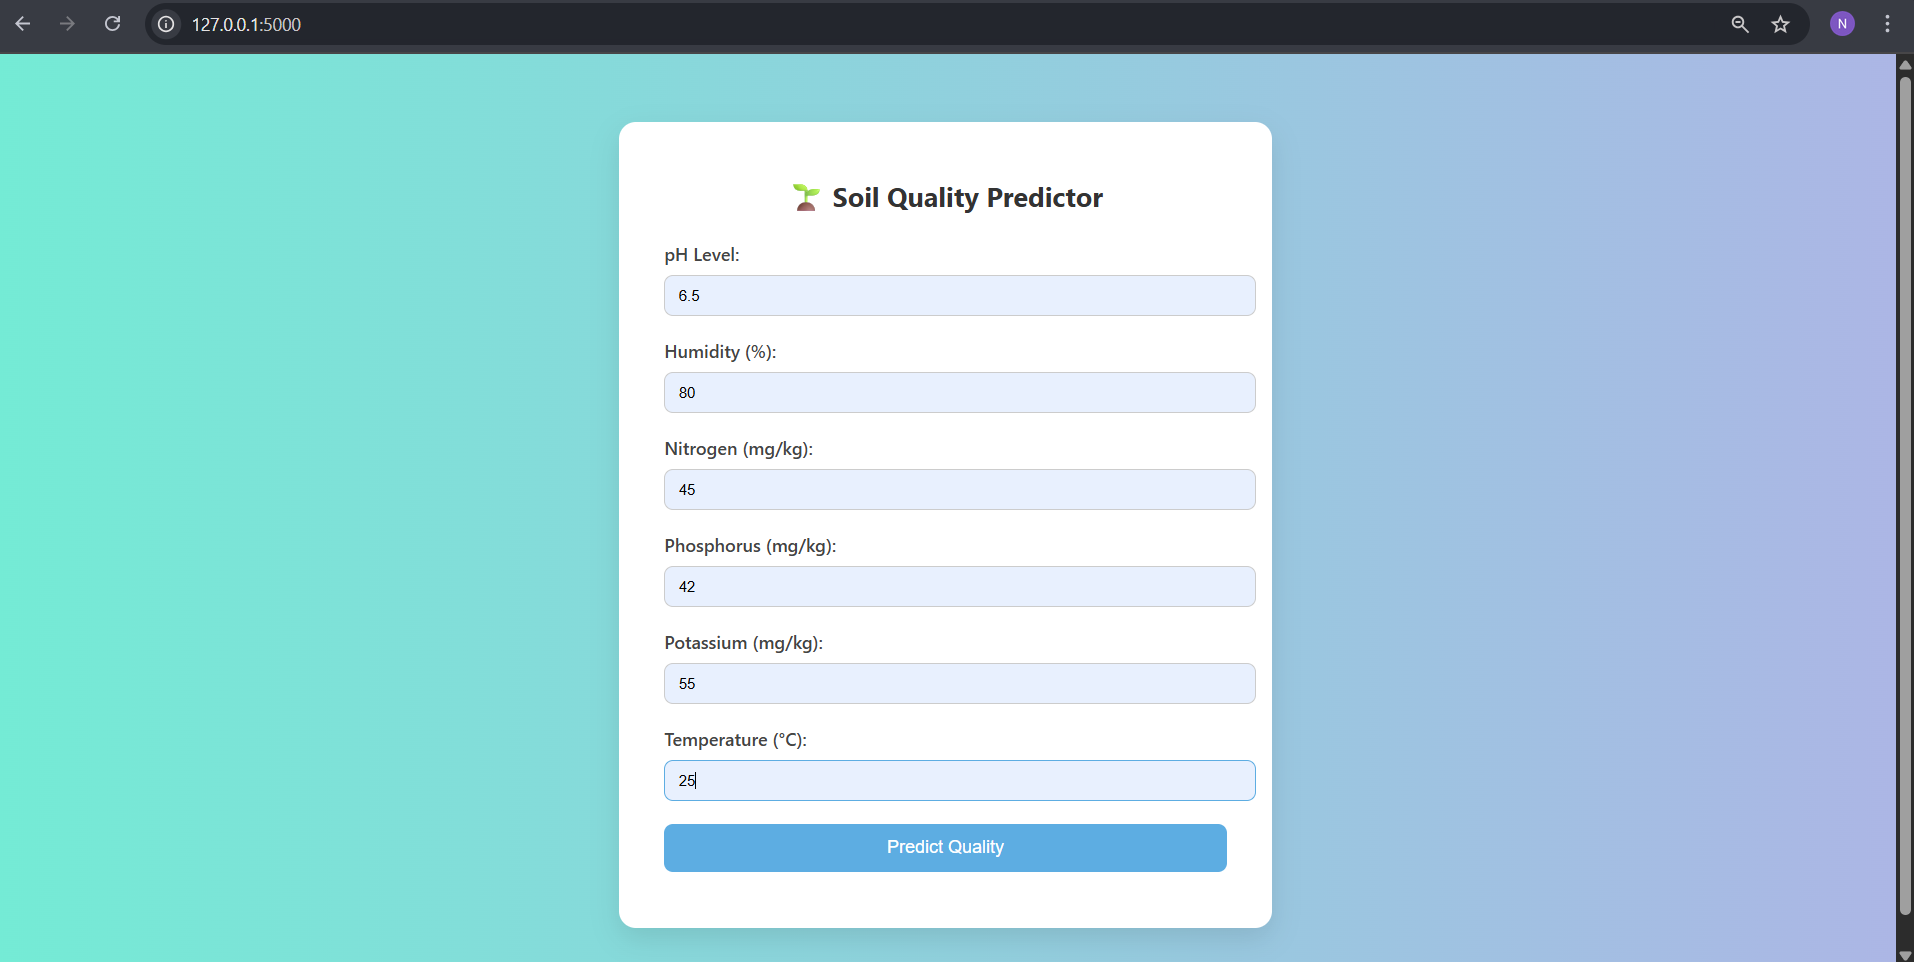 127.0.0.1:5000
N
Soil Quality Predictor
pH Level:
6.5
Humidity (%):
80
Nitrogen (mg/kg):
45
Phosphorus (mg/kg):
42
Potassium (mg/kg):
55
Temperature (°C):
25
Predict Quality